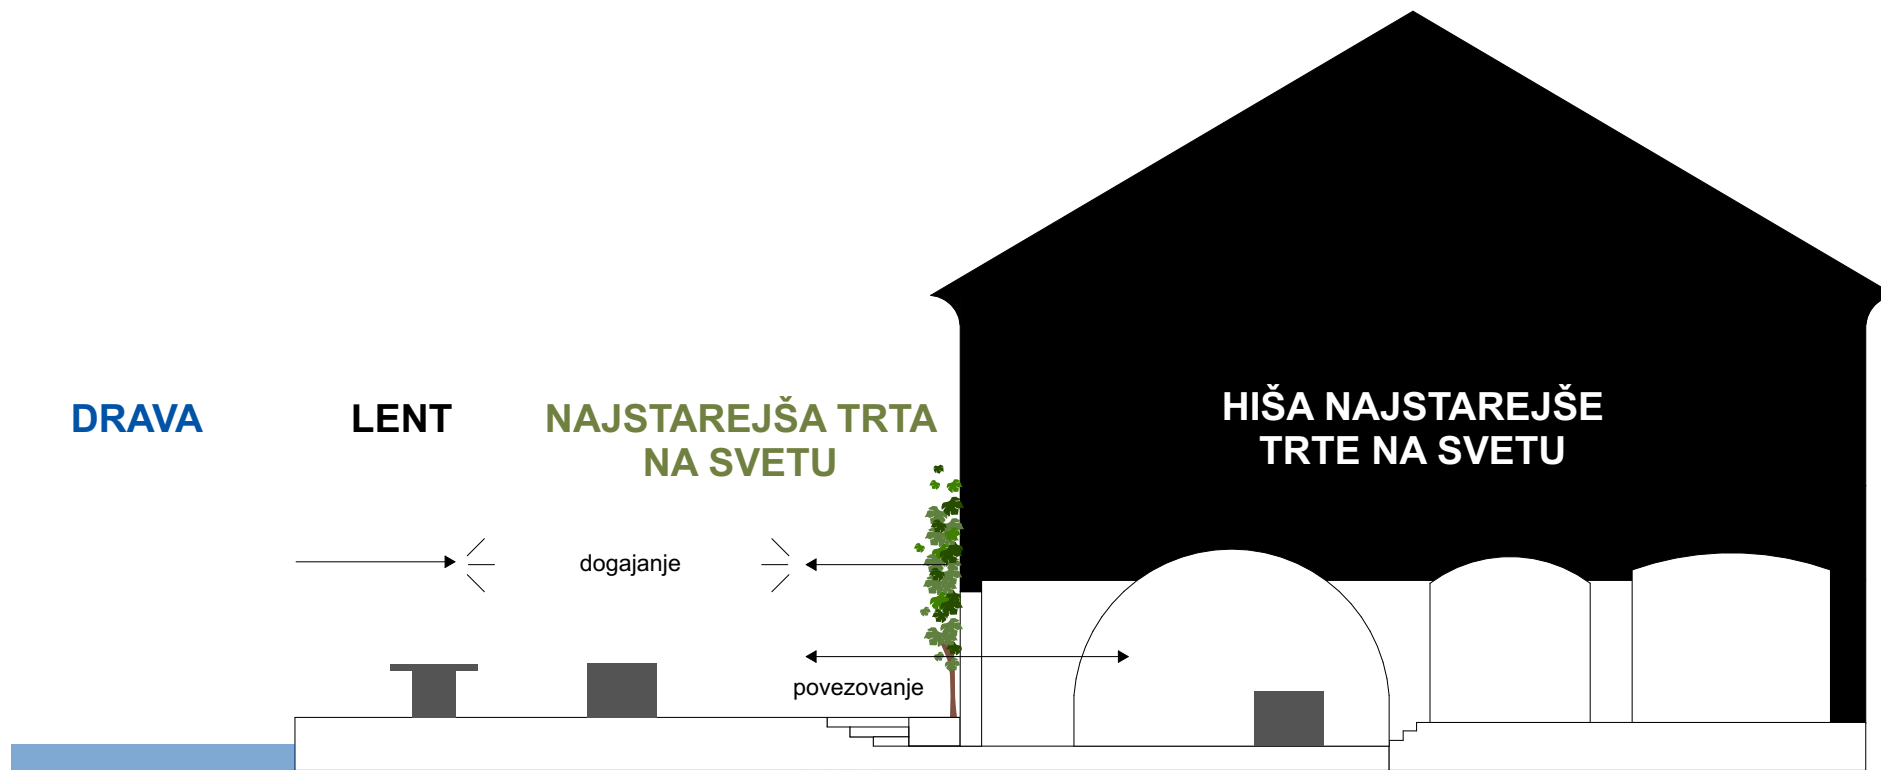 DRAVA
LENT
NAJSTAREJŠA TRTA
NA SVETU
HIŠA NAJSTAREJŠE
TRTE NA SVETU
dogajanje
povezovanje